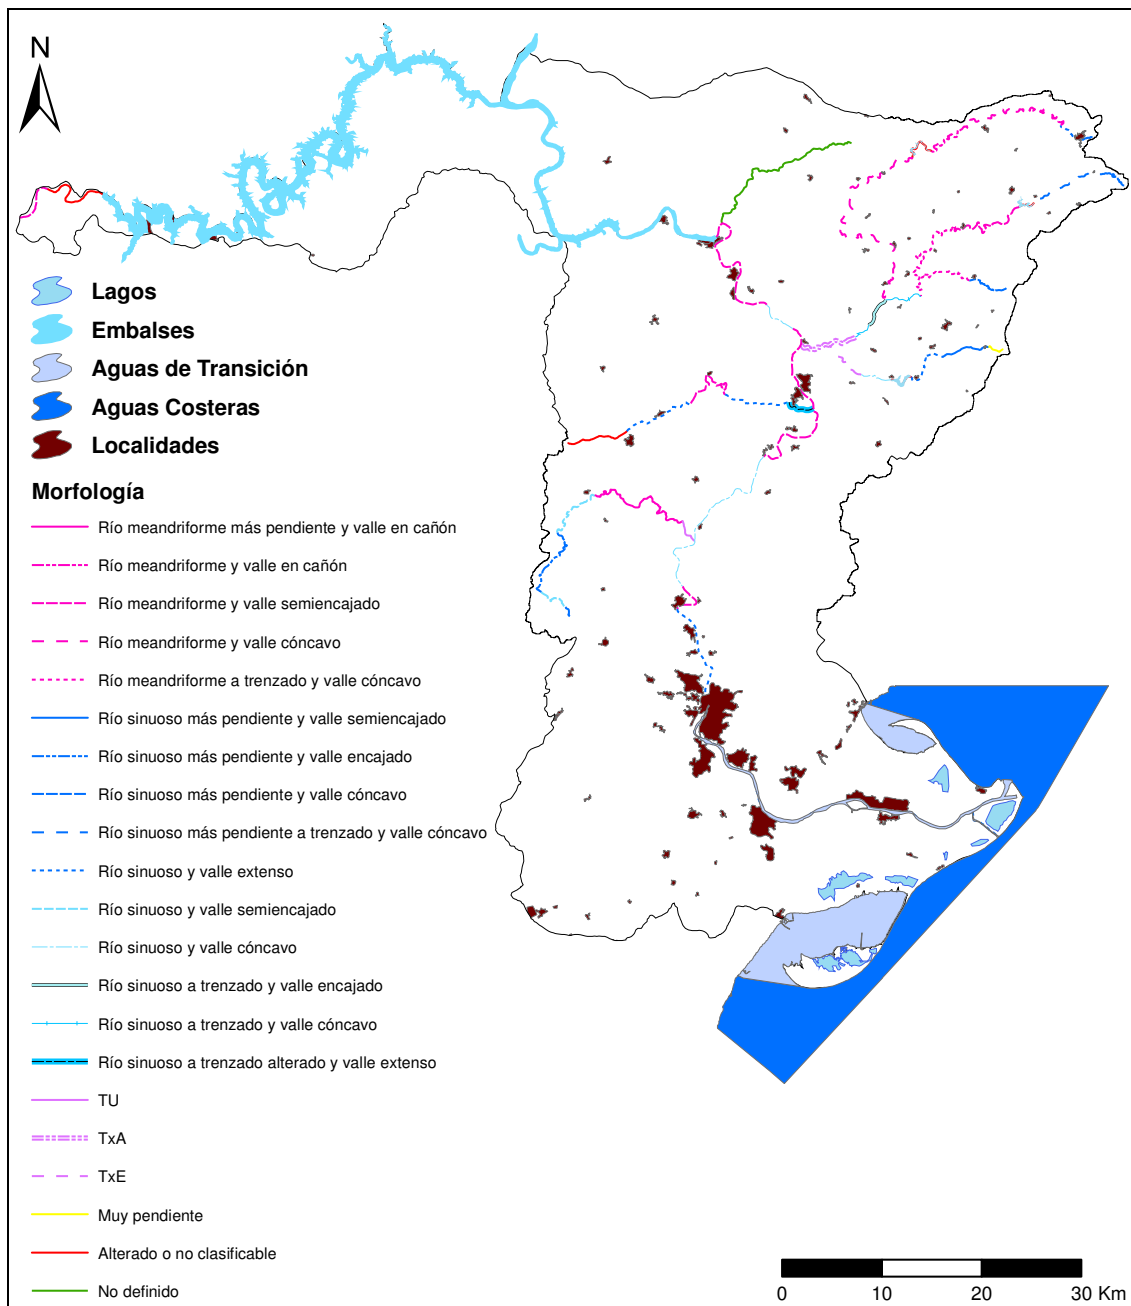 N
Lagos
Embalses
Aguas de Transición
Aguas Costeras
Localidades
Morfología
Río meandriforme más pendiente y valle en cañón
Río meandriforme y valle en cañón
Río meandriforme y valle semiencajado
Río meandriforme y valle cóncavo
Río meandriforme a trenzado y valle cóncavo
Río sinuoso más pendiente y valle semiencajado
Río sinuoso más pendiente y valle encajado
Río sinuoso más pendiente y valle cóncavo
Río sinuoso más pendiente a trenzado y valle cóncavo
Río sinuoso y valle extenso
Río sinuoso y valle semiencajado
Río sinuoso y valle cóncavo
Río sinuoso a trenzado y valle encajado
Río sinuoso a trenzado y valle cóncavo
Río sinuoso a trenzado alterado y valle extenso
TU
TxA
TxE
Muy pendiente
Alterado o no clasificable
No definido
0 10 20 30 Km